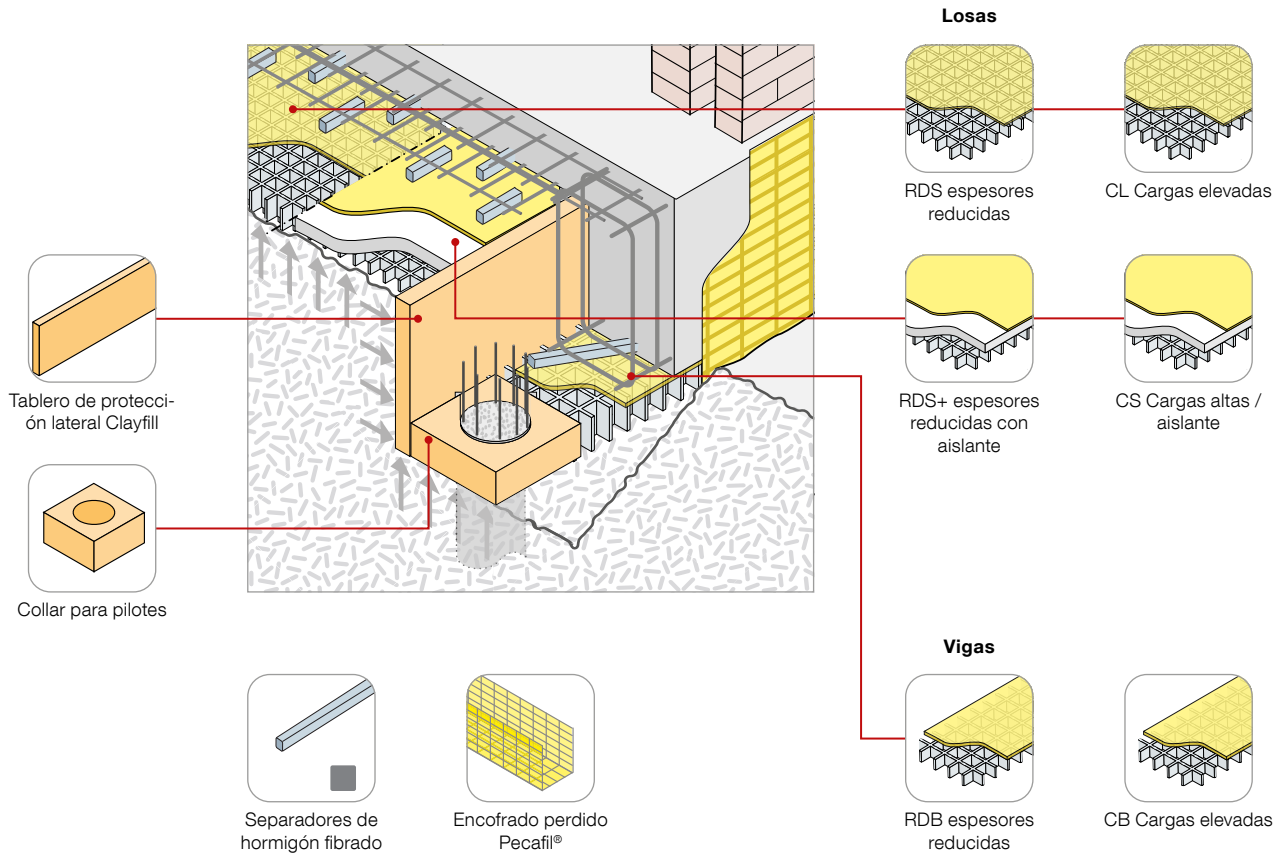 Losas
RDS espesores
reducidas
CL Cargas elevadas
Tablero de protecci-
ón lateral Clayfill
RDS+ espesores
reducidas con
aislante
CS Cargas altas /
aislante
Collar para pilotes
Vigas
Separadores de
hormigón fibrado
Encofrado perdido
Pecafil®
RDB espesores
reducidas
CB Cargas elevadas